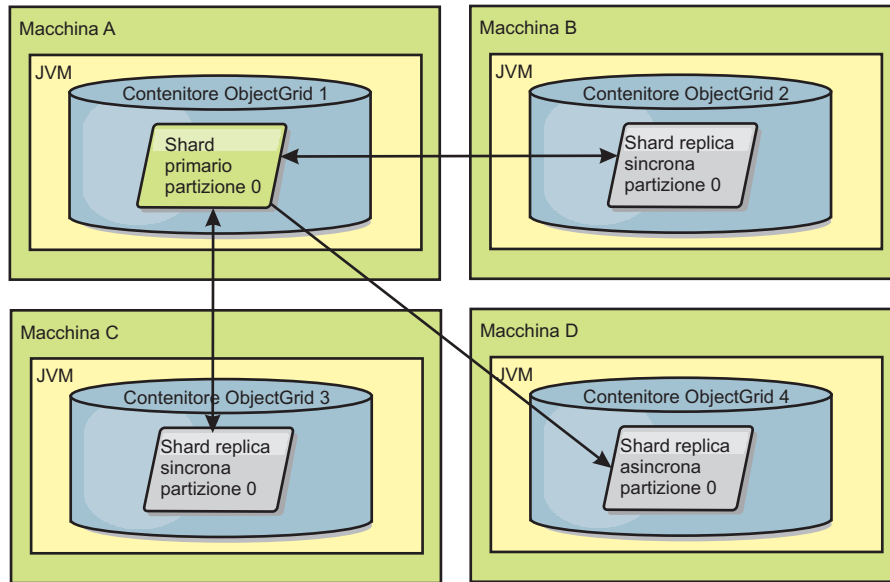 Macchina A
JVM
Contenitore ObjectGrid 1
Shard
primario
partizione 0
Macchina B
JVM
Contenitore ObjectGrid 2
Shard replica
sincrona
partizione 0
Macchina C
JVM
Contenitore ObjectGrid 3
Shard replica
sincrona
partizione 0
Macchina D
JVM
Contenitore ObjectGrid 4
Shard replica
asincrona
partizione 0